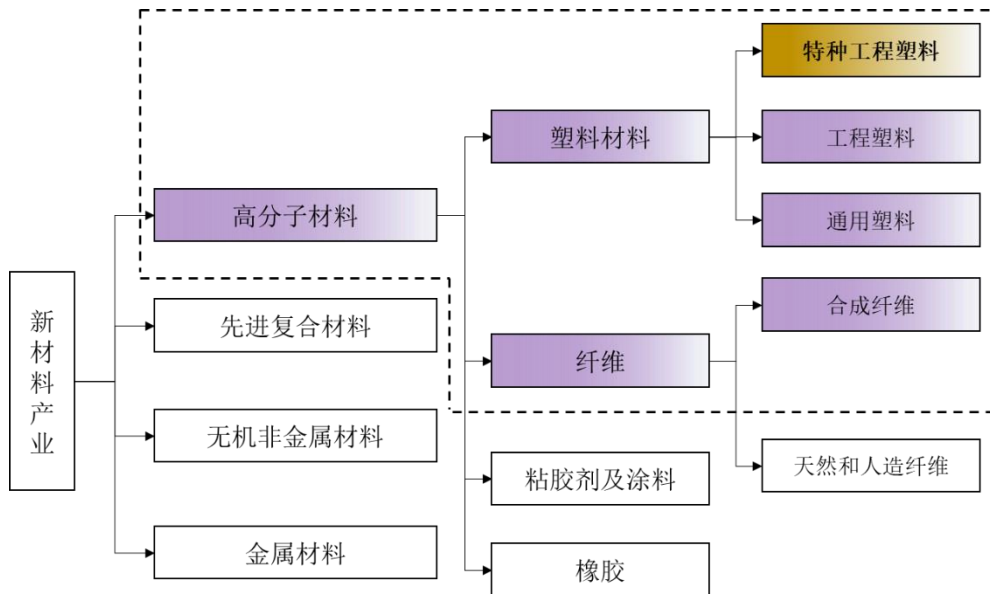 新材料产业
高分子材料
先进复合材料
无机非金属材料
金属材料
塑料材料
纤维
粘胶剂及涂料
橡胶
特种工程塑料
工程塑料
通用塑料
合成纤维
天然和人造纤维